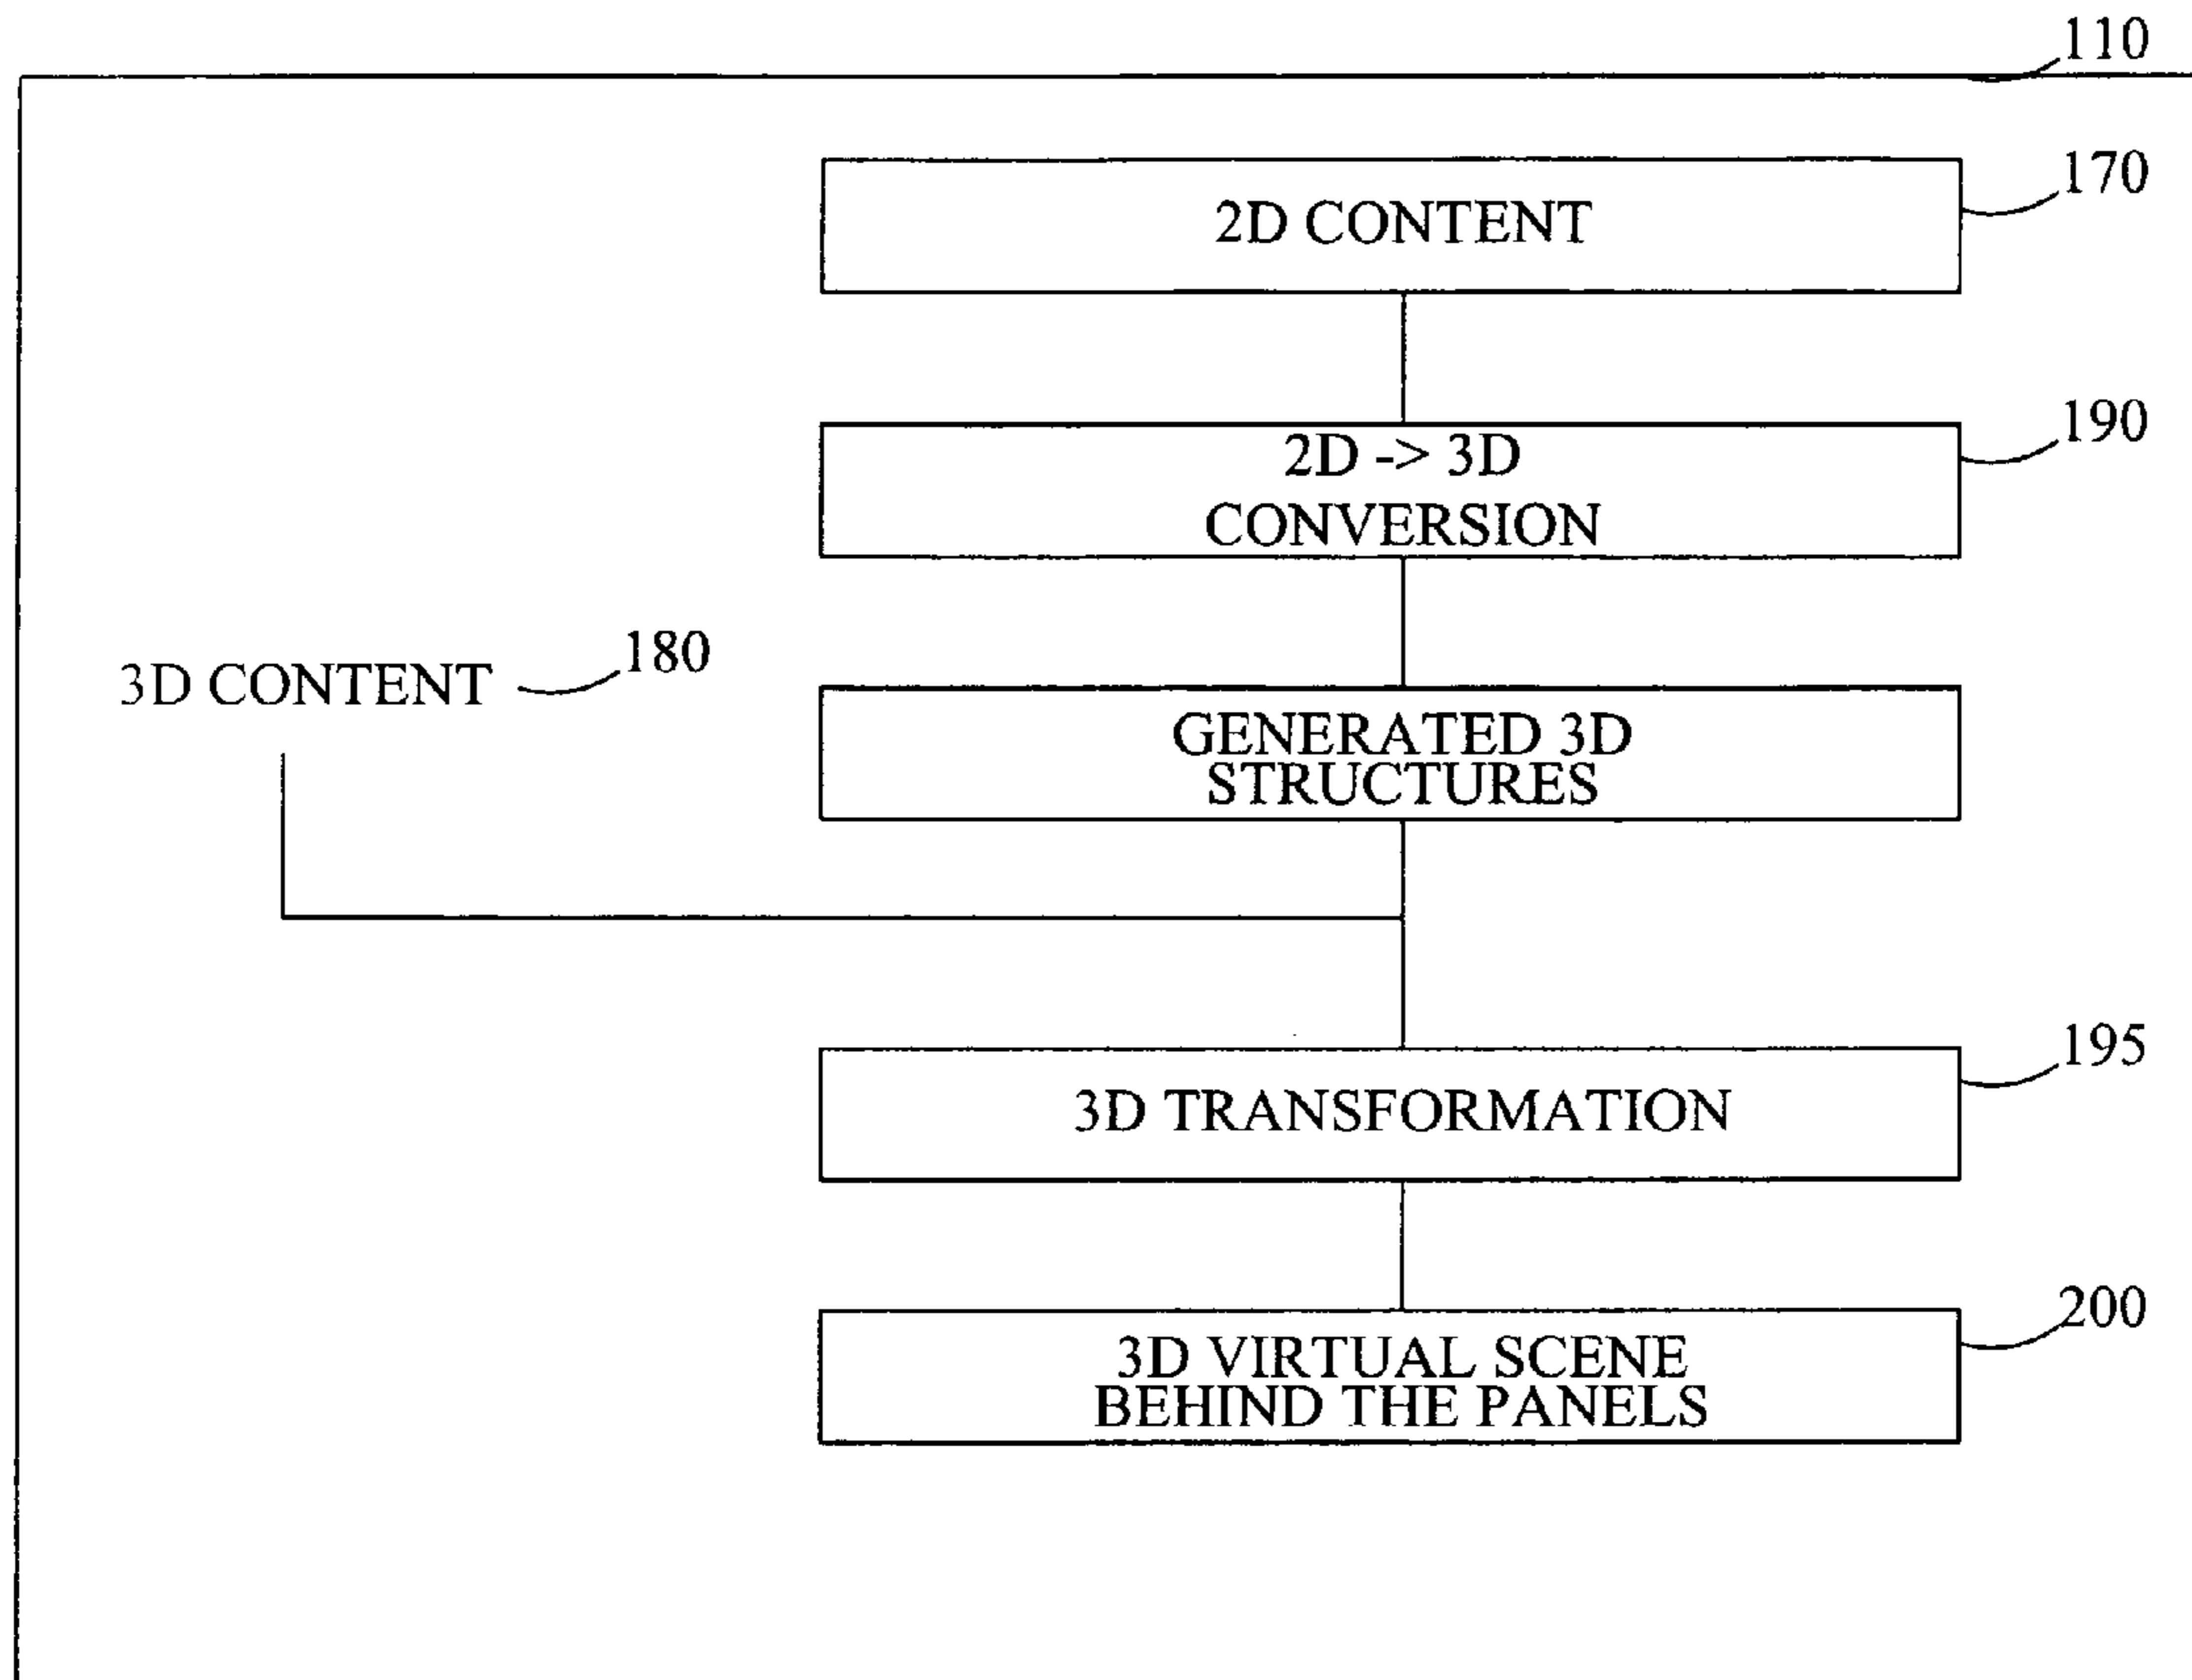 110
2D CONTENT
170
2D -> 3D
CONVERSION
190
3D CONTENT
180
GENERATED 3D
STRUCTURES
3D TRANSFORMATION
195
3D VIRTUAL SCENE
BEHIND THE PANELS
200